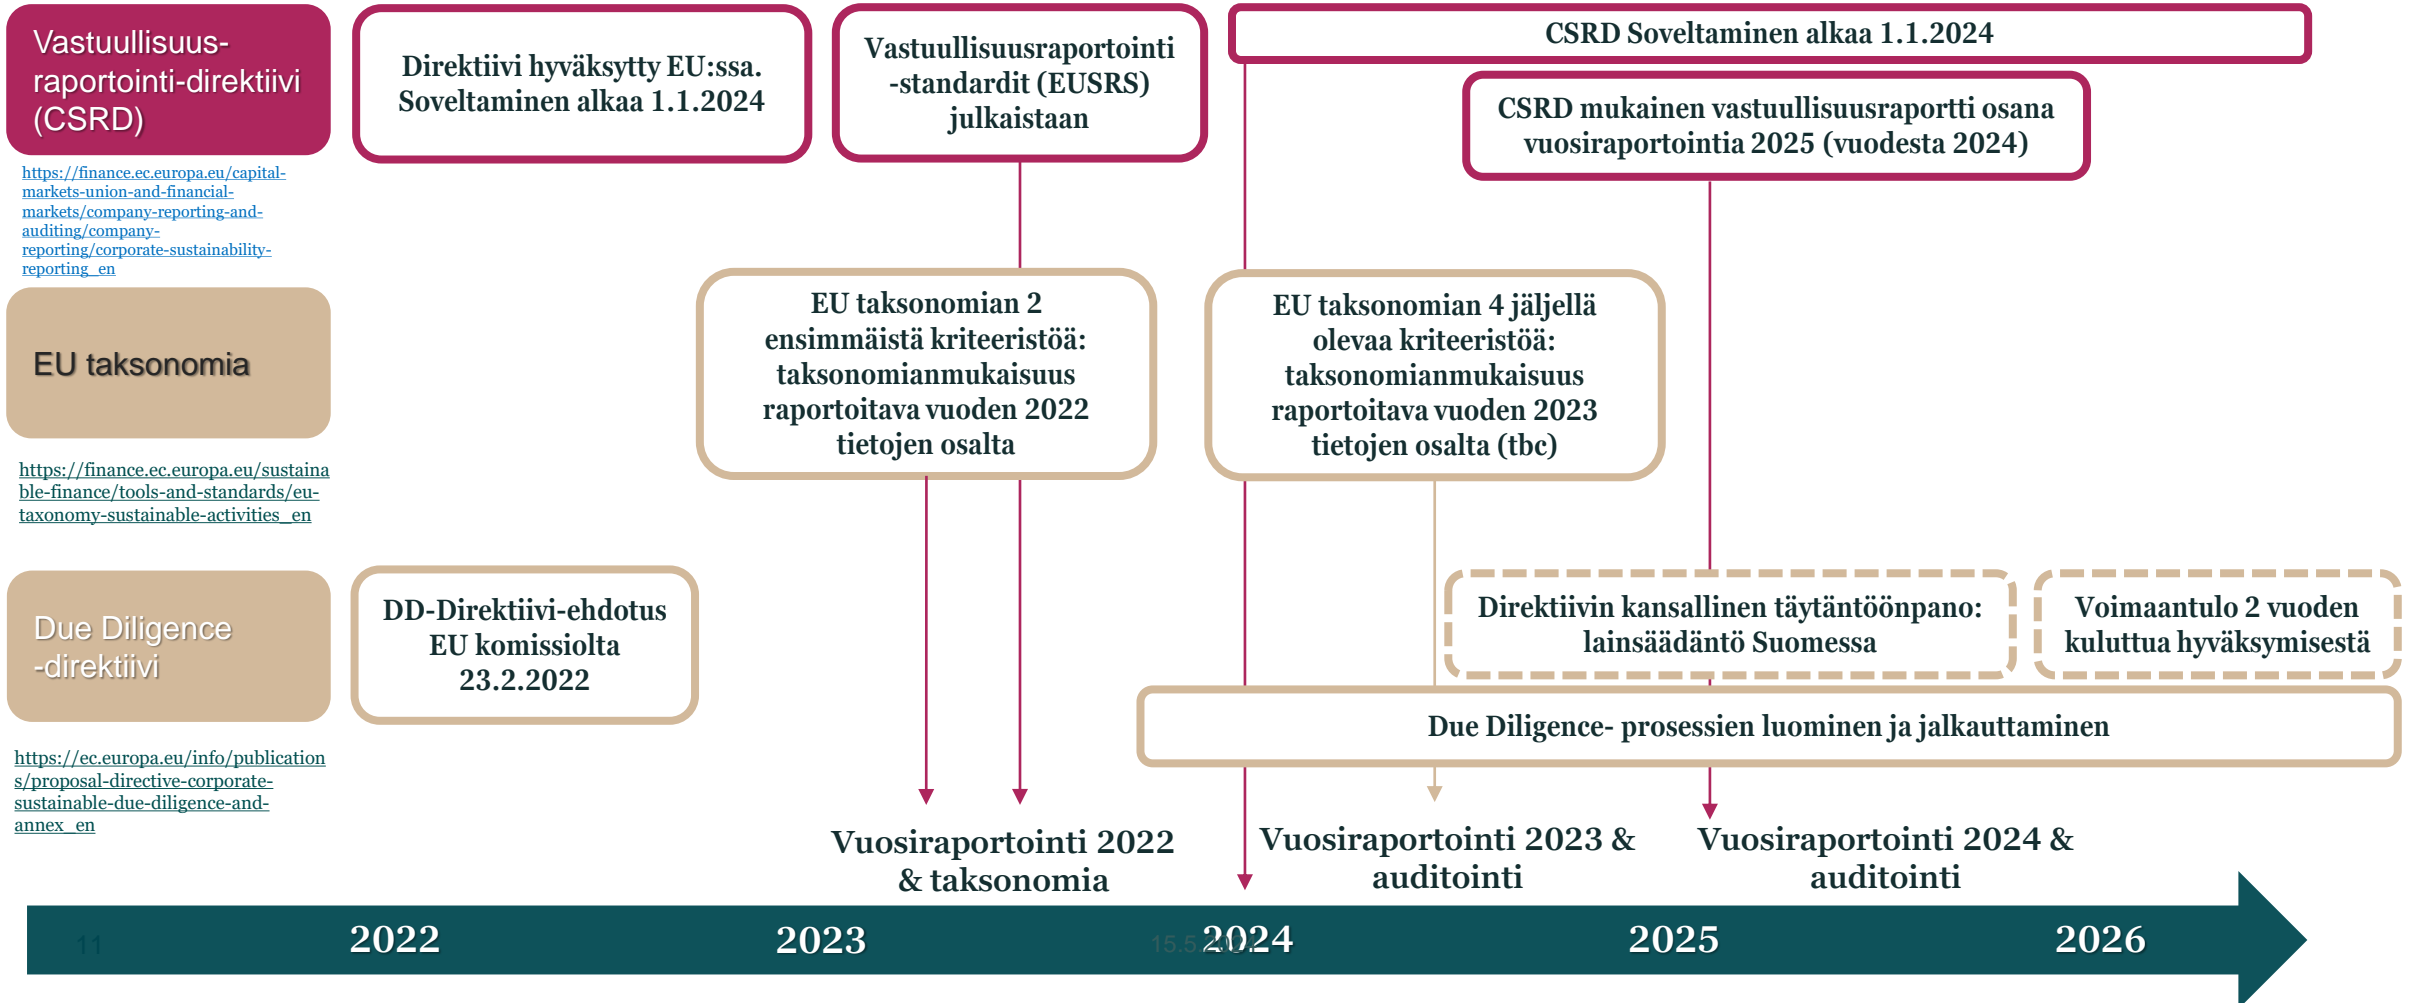 Vastuullisuus-
raportointi-direktiivi
(CSRD)
https://finance.ec.europa.eu/capital-
markets-union-and-financial-
markets/company-reporting-and-
auditing/company-
reporting/corporate-sustainability-
reporting_en
Direktiivi hyväksytty EU:ssa.
Soveltaminen alkaa 1.1.2024
Vastuullisuusraportointi
-standardit (EUSRS)
julkaistaan
CSRD Soveltaminen alkaa 1.1.2024
CSRD mukainen vastuullisuusraportti osana
vuosiraportointia 2025 (vuodesta 2024)
EU taksonomia
https://finance.ec.europa.eu/sustaina
ble-finance/tools-and-standards/eu-
taxonomy-sustainable-activities_en
EU taksonomian 2
ensimmäistä kriteeristöä:
taksonomianmukaisuus
raportoitava vuoden 2022
tietojen osalta
EU taksonomian 4 jäljellä
olevaa kriteeristöä:
taksonomianmukaisuus
raportoitava vuoden 2023
tietojen osalta (tbc)
Due Diligence
-direktiivi
https://ec.europa.eu/info/publication
s/proposal-directive-corporate-
sustainable-due-diligence-and-
annex_en
DD-Direktiivi-ehdotus
EU komissiolta
23.2.2022
Direktiivin kansallinen täytäntöönpano:
lainsäädäntö Suomessa
Voimaantulo 2 vuoden
kuluttua hyväksymisestä
Due Diligence- prosessien luominen ja jalkauttaminen
Vuosiraportointi 2022
& taksonomia
Vuosiraportointi 2023 &
auditointi
Vuosiraportointi 2024 &
auditointi
11
2022
2023
15.5.2024
2024
2025
2026